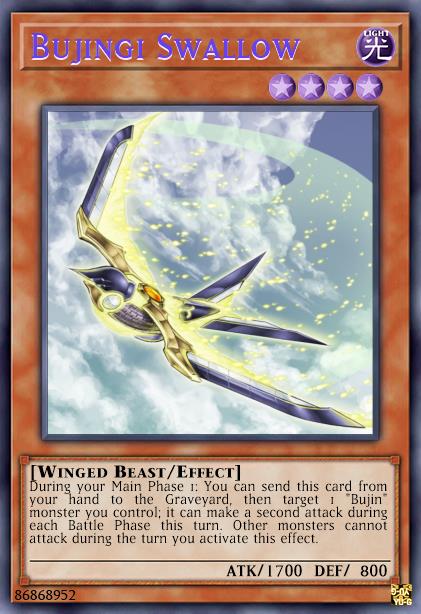 Bujingi Swallow
LIGHT
光
[Winged Beast/Effect]
During your Main Phase 1: You can send this card from
your hand to the Graveyard, then target 1 "Bujin"
monster you control; it can make a second attack during
each Battle Phase this turn. Other monsters cannot
attack during the turn you activate this effect.
ATK/1700 DEF/ 800
86868952